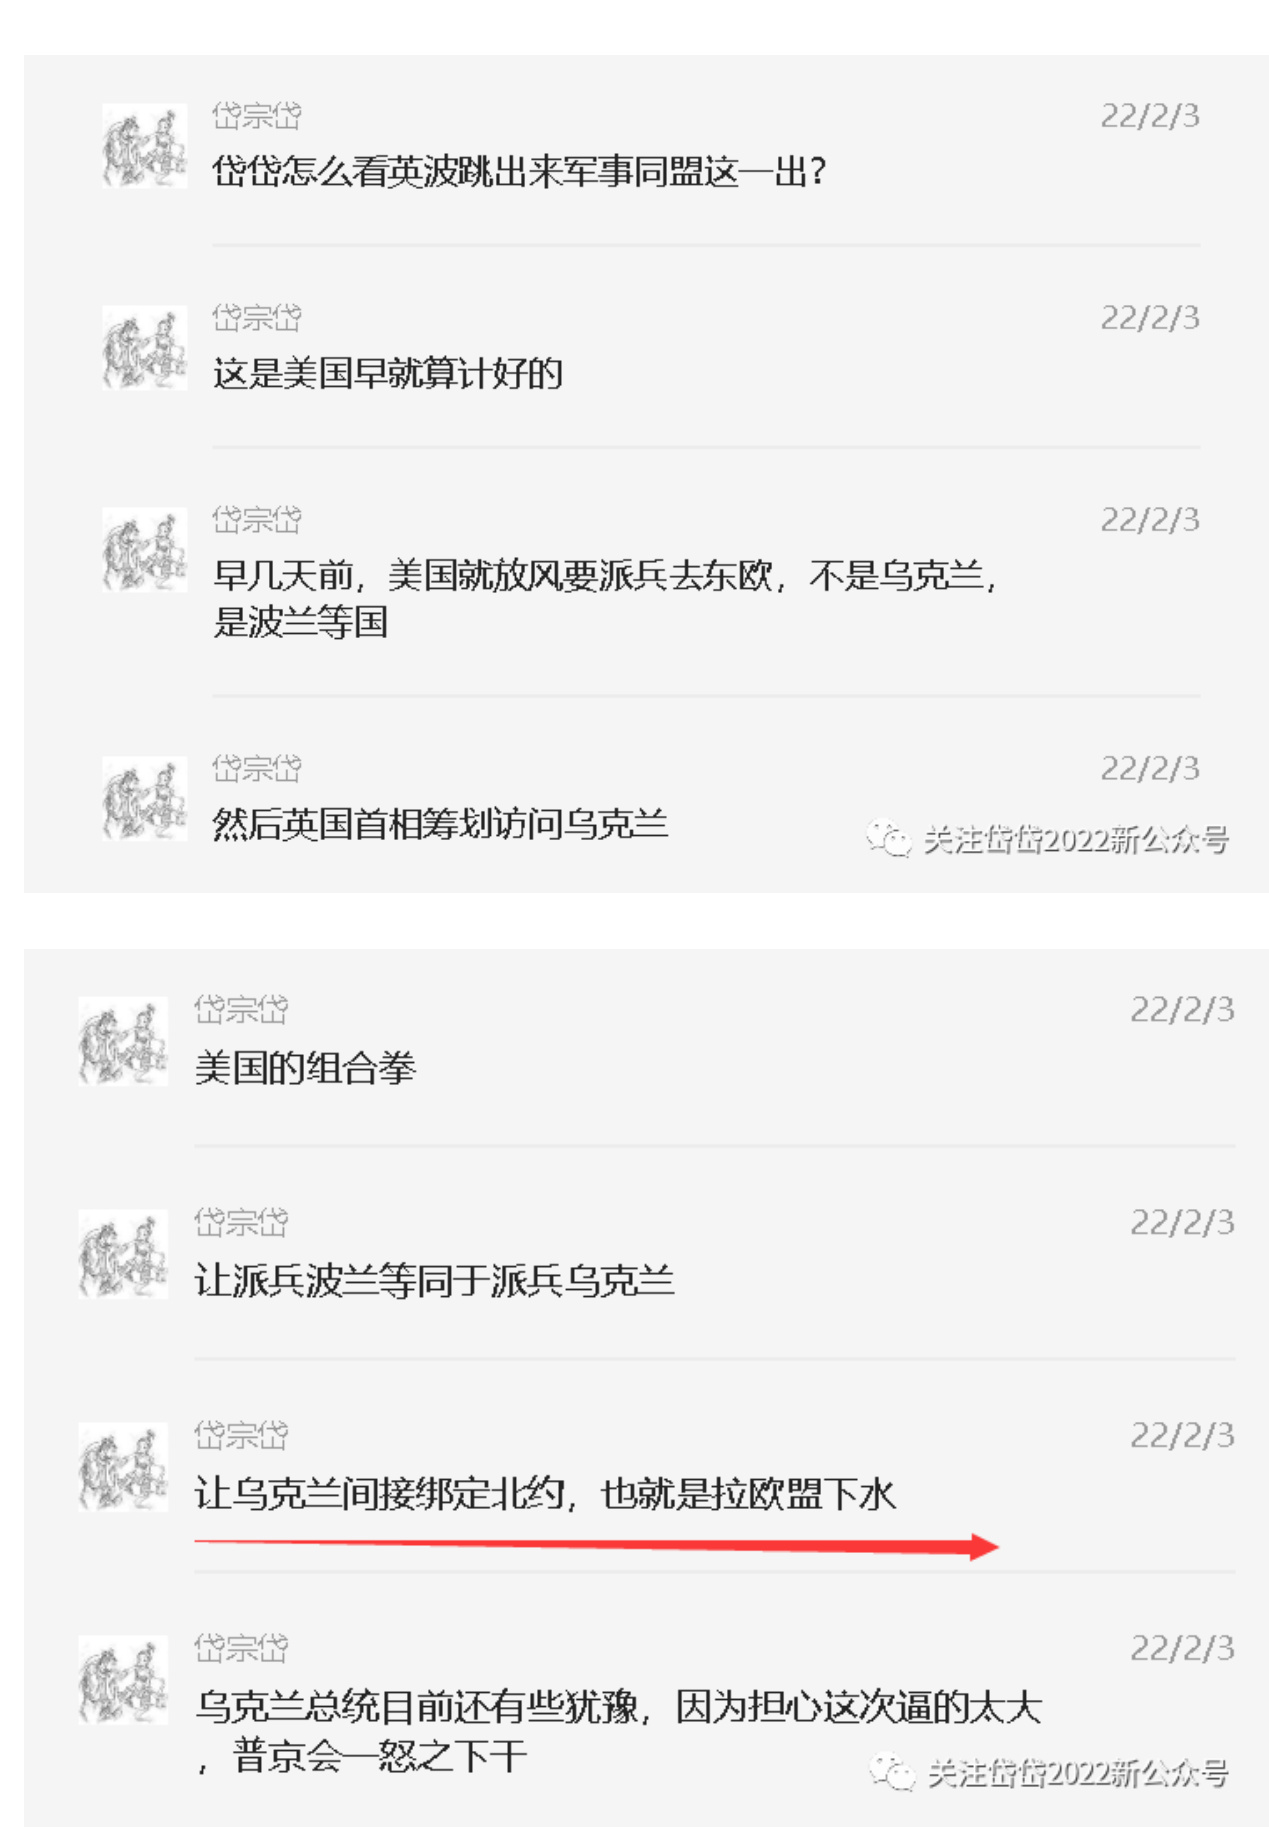 岱宗岱
22/2/3
岱岱怎么看英波跳出来军事同盟这一出？
岱宗岱
22/2/3
这是美国早就算计好的
岱宗岱
22/2/3
早几天前，美国就放风要派兵去东欧，不是乌克兰，
是波兰等国
岱宗岱
22/2/3
然后英国首相筹划访问乌克兰
关注岱岱2022新公众号
岱宗岱
22/2/3
美国的组合拳
岱宗岱
22/2/3
让派兵波兰等同于派兵乌克兰
岱宗岱
22/2/3
让乌克兰间接绑定北约，也就是拉欧盟下水
岱宗岱
22/2/3
乌克兰总统目前还有些犹豫，因为担心这次逼的太大
，普京会一怒之下干
关注岱岱2022新公众号